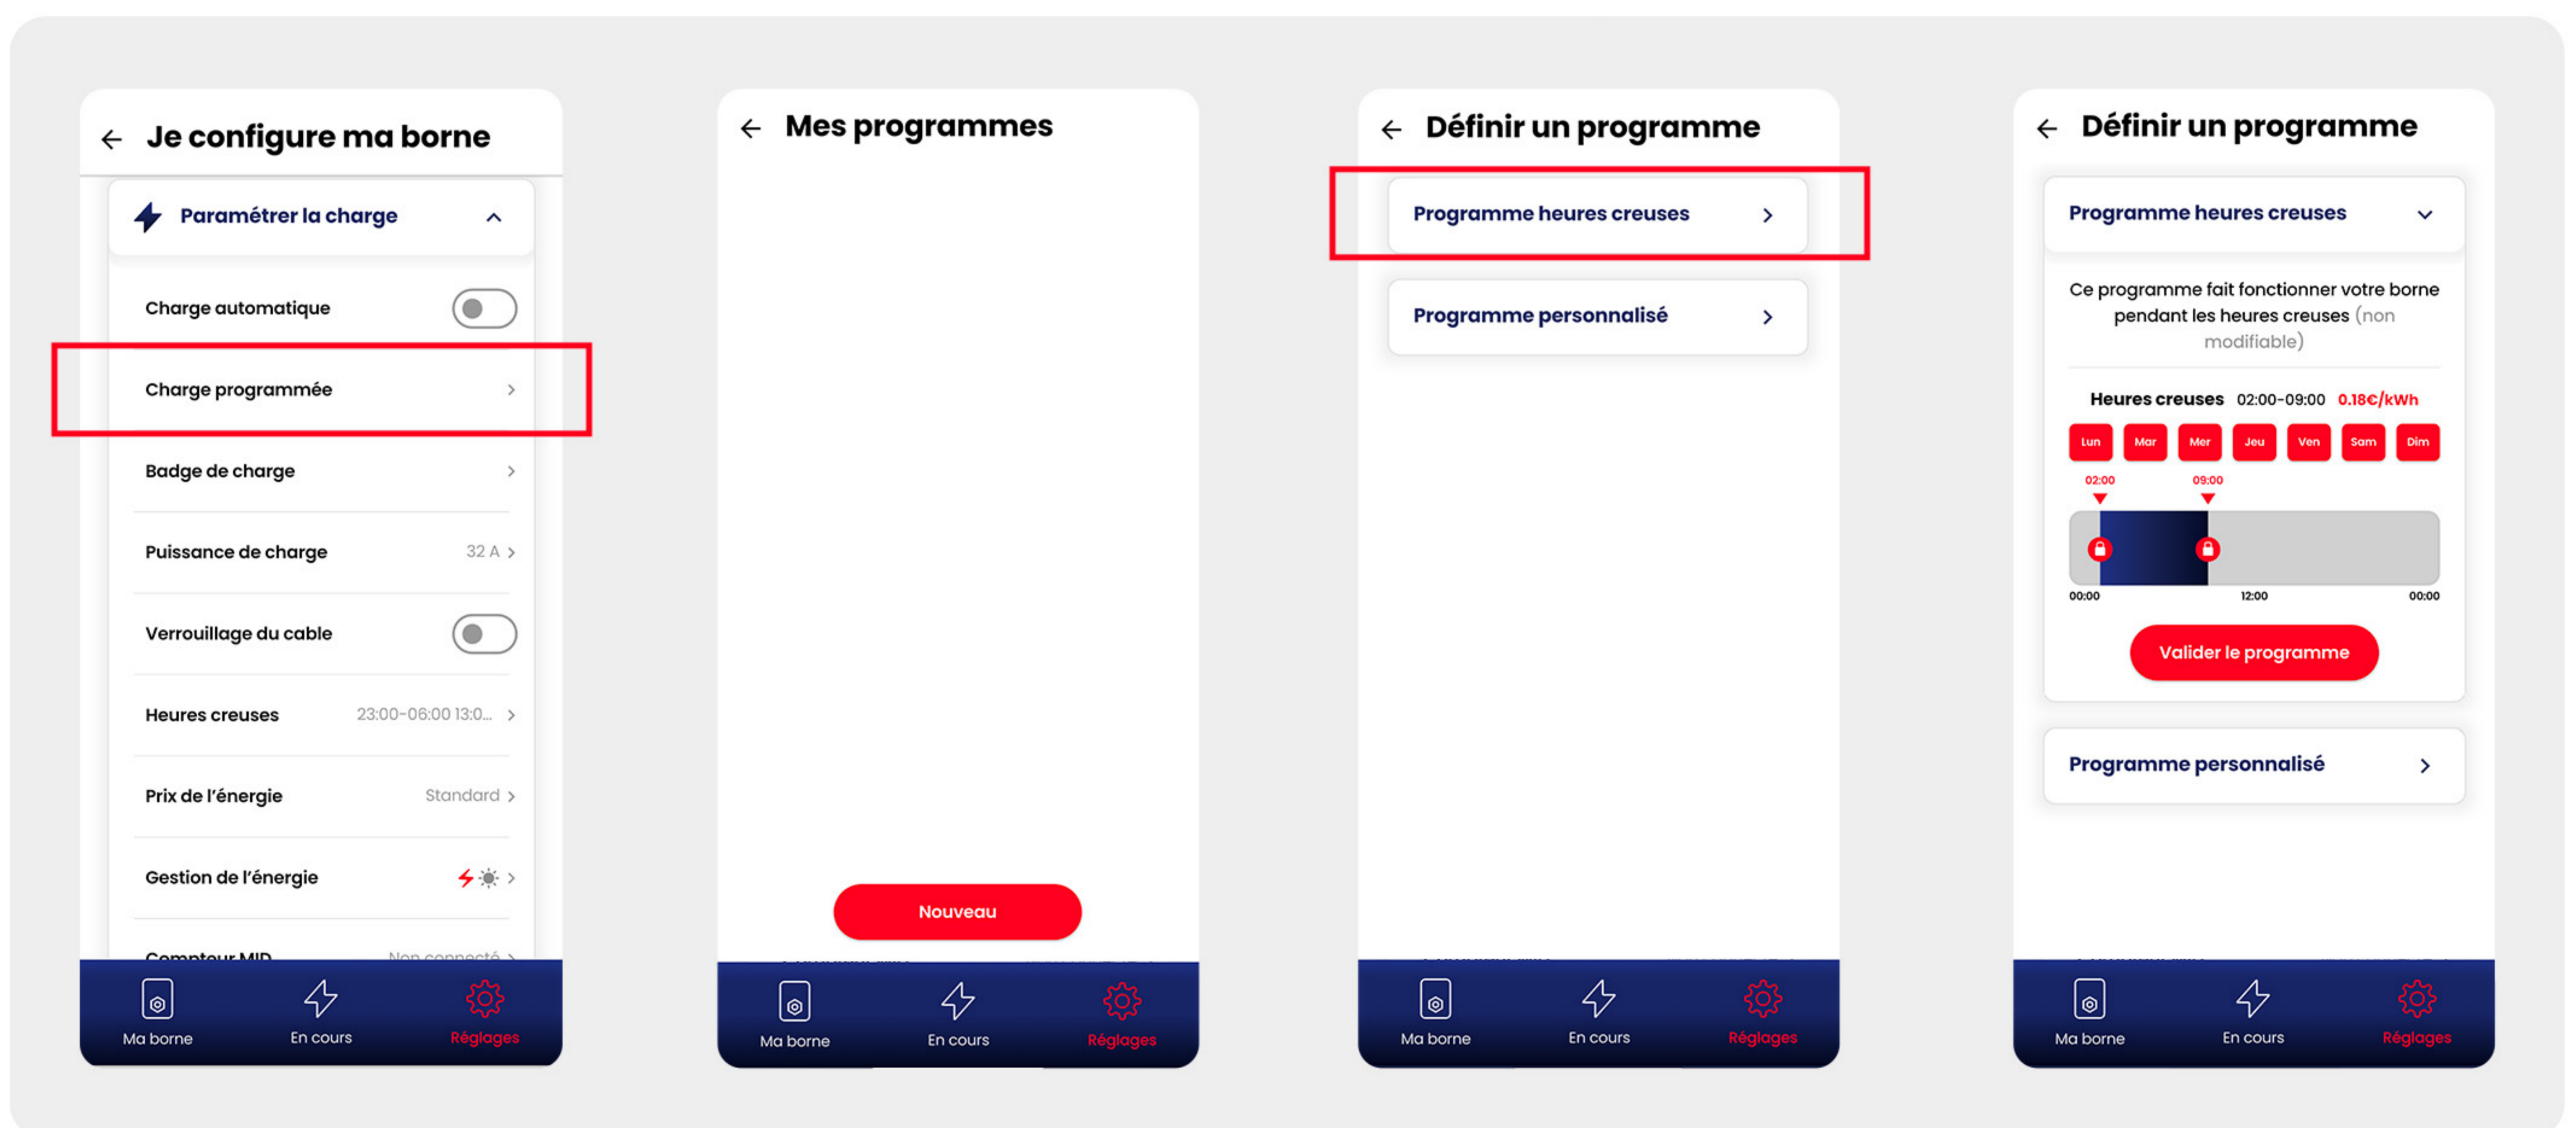 Je configure ma borne
Paramétrer la charge
Charge automatique
Charge programmée
Badge de charge
Puissance de charge 32 A
Verrouillage du cable
Heures creuses 23:00-06:00 13:0...
Prix de l'énergie Standard
Gestion de l'énergie
Compteur MID Non connecté
Ma borne En cours Réglages
Mes programmes
Nouveau
Ma borne En cours Réglages
Définir un programme
Programme heures creuses
Programme personnalisé
Ma borne En cours Réglages
Définir un programme
Programme heures creuses
Ce programme fait fonctionner votre borne
pendant les heures creuses (non
modifiable)
Heures creuses 02:00-09:00 0.18€/kWh
Lun Mar Mer Jeu Ven Sam Dim
02:00 09:00
00:00 12:00 00:00
Valider le programme
Programme personnalisé
Ma borne En cours Réglages